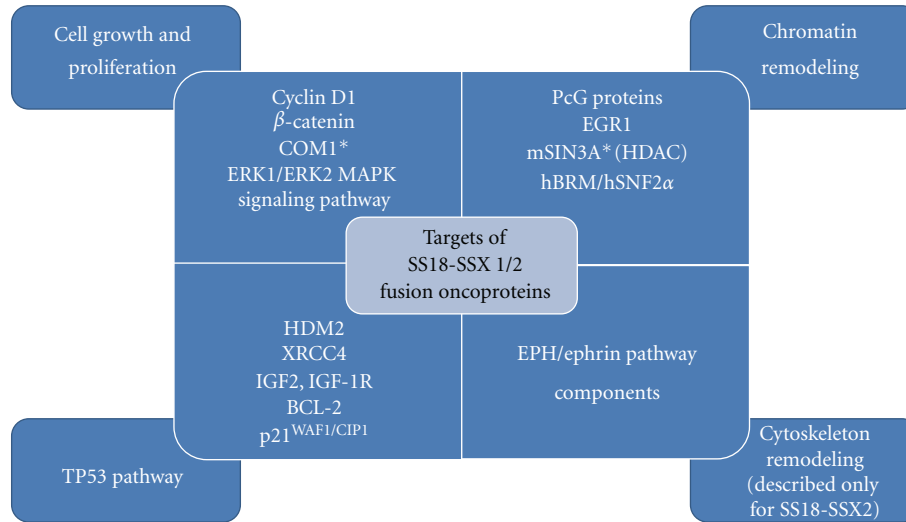 Cell growth and
proliferation
Chromatin
remodeling
Cyclin D1
β-catenin
COM1*
ERK1/ERK2 MAPK
signaling pathway
PcG proteins
EGR1
mSIN3A* (HDAC)
hBRM/hSNF2α
Targets of
SS18-SSX 1/2
fusion oncoproteins
HDM2
XRCC4
IGF2, IGF-1R
BCL-2
p21WAF1/CIP1
EPH/ephrin pathway
components
TP53 pathway
Cytoskeleton
remodeling
(described only
for SS18-SSX2)